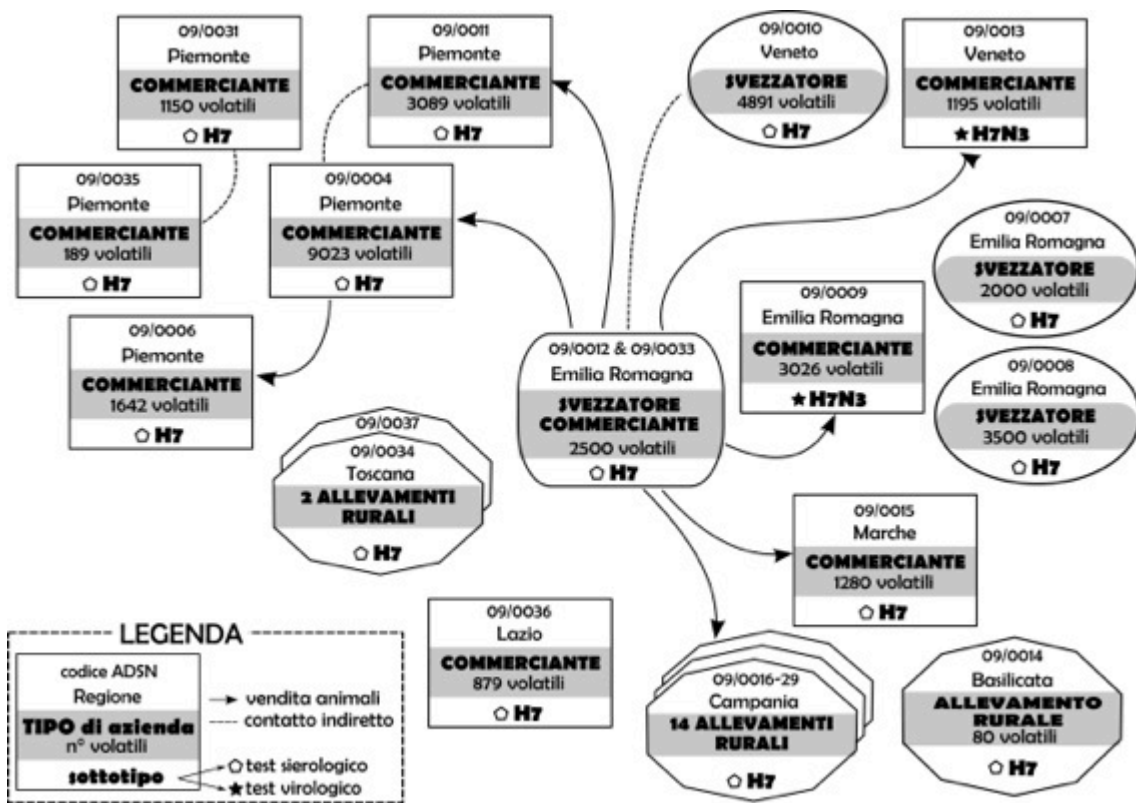 09/0031
Piemonte
COMMERCIANTE
1150 volatili
H7
09/0011
Piemonte
COMMERCIANTE
3089 volatili
H7
09/0010
Veneto
SVEZZATORE
4891 volatili
H7
09/0013
Veneto
COMMERCIANTE
1195 volatili
H7N3
09/0035
Piemonte
COMMERCIANTE
189 volatili
H7
09/0004
Piemonte
COMMERCIANTE
9023 volatili
H7
09/0007
Emilia Romagna
SVEZZATORE
2000 volatili
H7
09/0009
Emilia Romagna
COMMERCIANTE
3026 volatili
H7N3
09/0006
Piemonte
COMMERCIANTE
1642 volatili
H7
09/0012 & 09/0033
Emilia Romagna
SVEZZATORE
COMMERCIANTE
2500 volatili
H7
09/0008
Emilia Romagna
SVEZZATORE
3500 volatili
H7
09/0037
09/0034
Toscana
2 ALLEVAMENTI
RURALI
H7
09/0015
Marche
COMMERCIANTE
1280 volatili
H7
09/0036
Lazio
COMMERCIANTE
879 volatili
H7
09/0016-29
Campania
14 ALLEVAMENTI
RURALI
H7
09/0014
Basilicata
ALLEVAMENTO
RURALE
80 volatili
H7
LEGENDA
codice ADSN
Regione
TIPO di azienda
n° volatili
sottotipo
vendita animali
contatto indiretto
test sierologico
test virologico